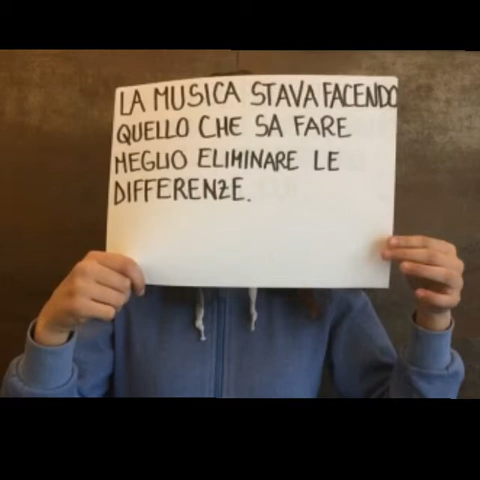 LA MUSICA STAVA FACENDO
QUELLO CHE SA FARE
MEGLIO ELIMINARE LE
DIFFERENZE.